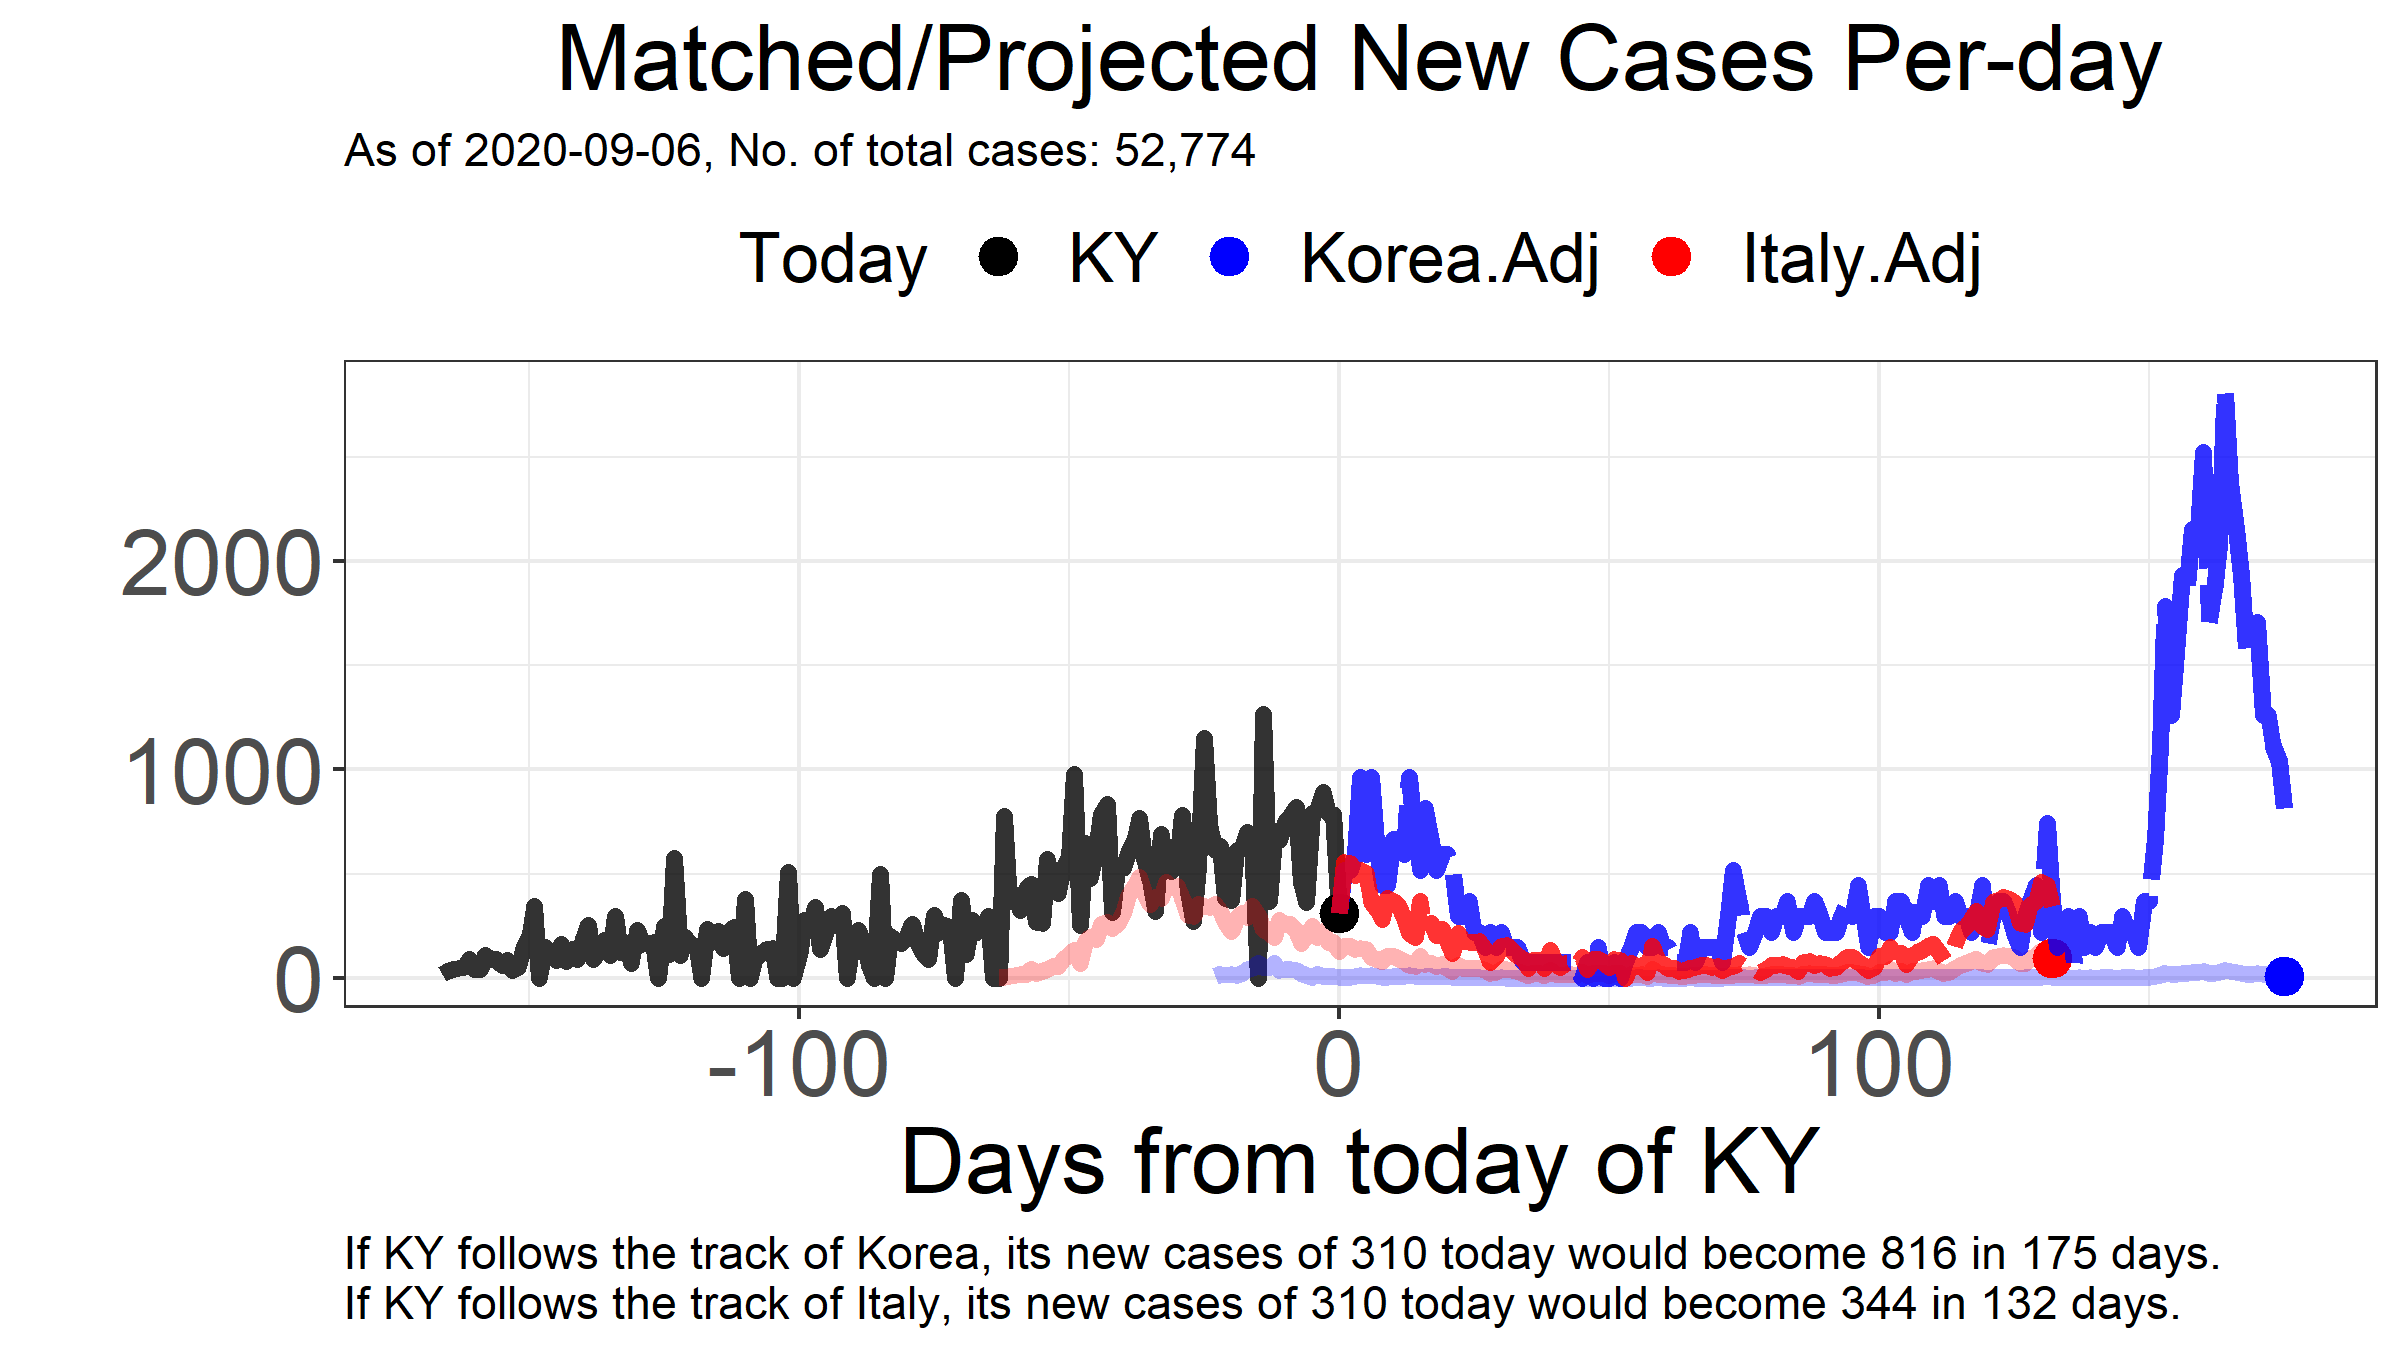 Matched/Projected New Cases Per-day
As of 2020-09-06, No. of total cases: 52,774
Today KY Korea.Adj Italy.Adj
2000
1000
0
-100 0 100
Days from today of KY
If KY follows the track of Korea, its new cases of 310 today would become 816 in 175 days.
If KY follows the track of Italy, its new cases of 310 today would become 344 in 132 days.